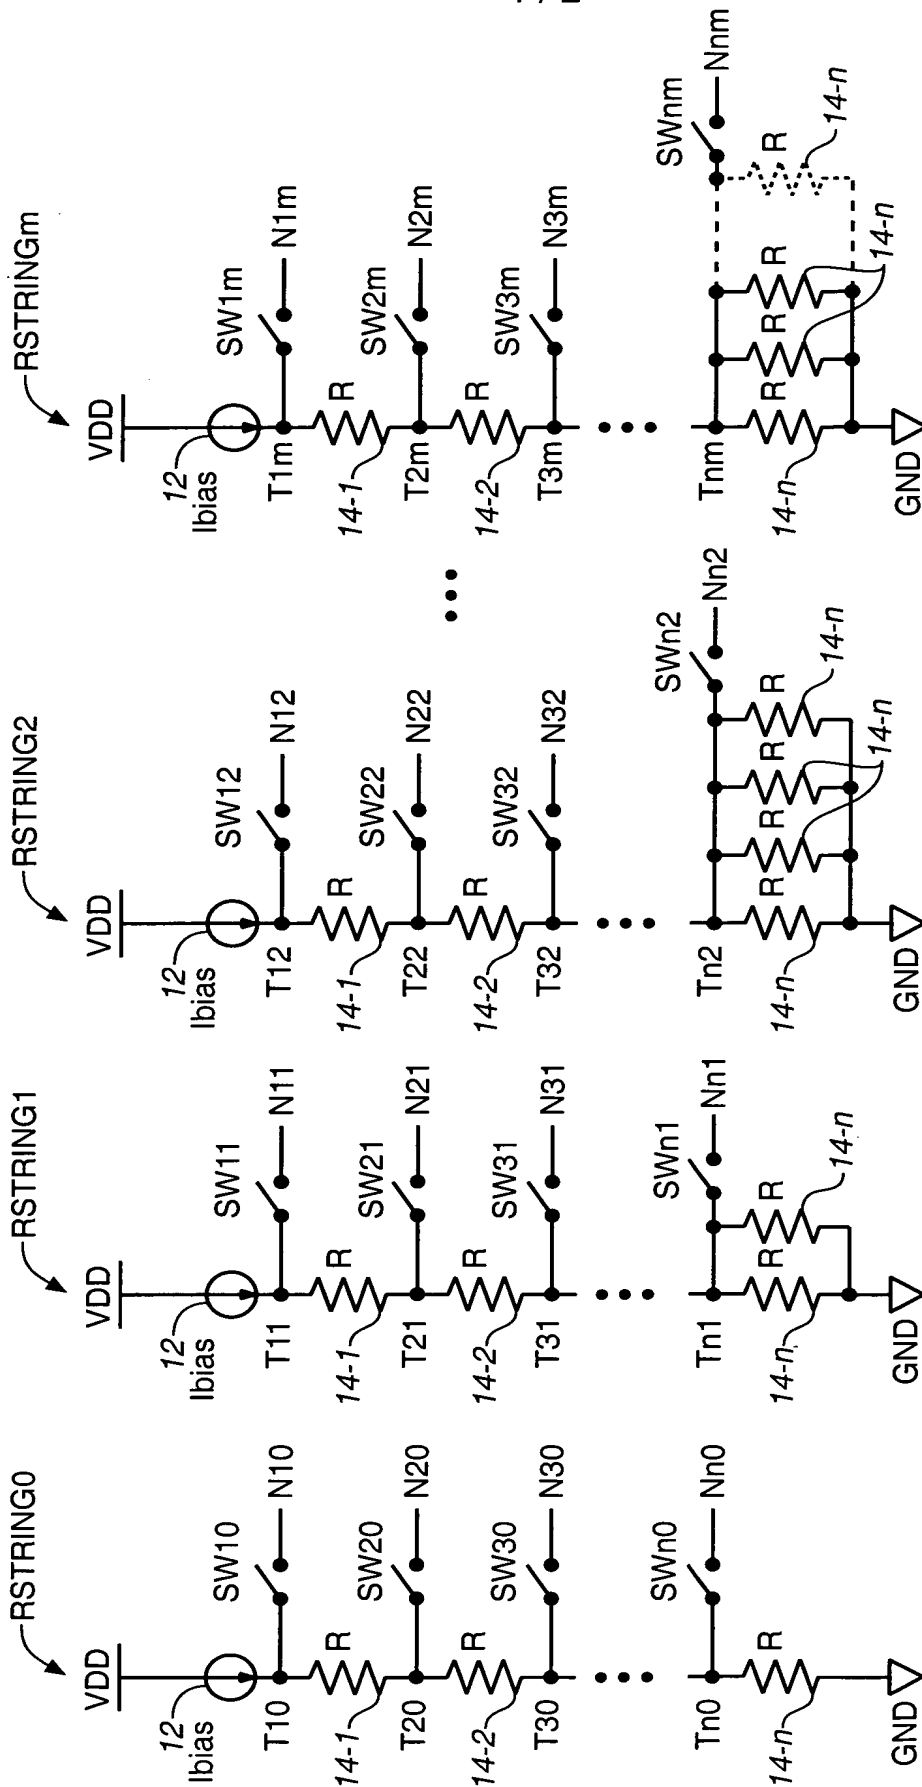 RSTRING0
VDD
12
Ibias
T10
SW10
N10
R
14-1
T20
SW20
N20
R
14-2
T30
SW30
N30
Tn0
SWn0
Nn0
R
14-n
GND
RSTRING1
VDD
12
Ibias
T11
SW11
N11
R
14-1
T21
SW21
N21
R
14-2
T31
SW31
N31
Tn1
SWn1
Nn1
R
R
14-n
14-n
GND
RSTRING2
VDD
12
Ibias
T12
SW12
N12
R
14-1
T22
SW22
N22
R
14-2
T32
SW32
N32
Tn2
SWn2
Nn2
R
R
R
R
14-n
14-n
14-n
GND
RSTRINGm
VDD
12
Ibias
T1m
SW1m
N1m
R
14-1
T2m
SW2m
N2m
R
14-2
T3m
SW3m
N3m
Tnm
SWnm
Nnm
R
R
R
R
14-n
14-n
14-n
GND